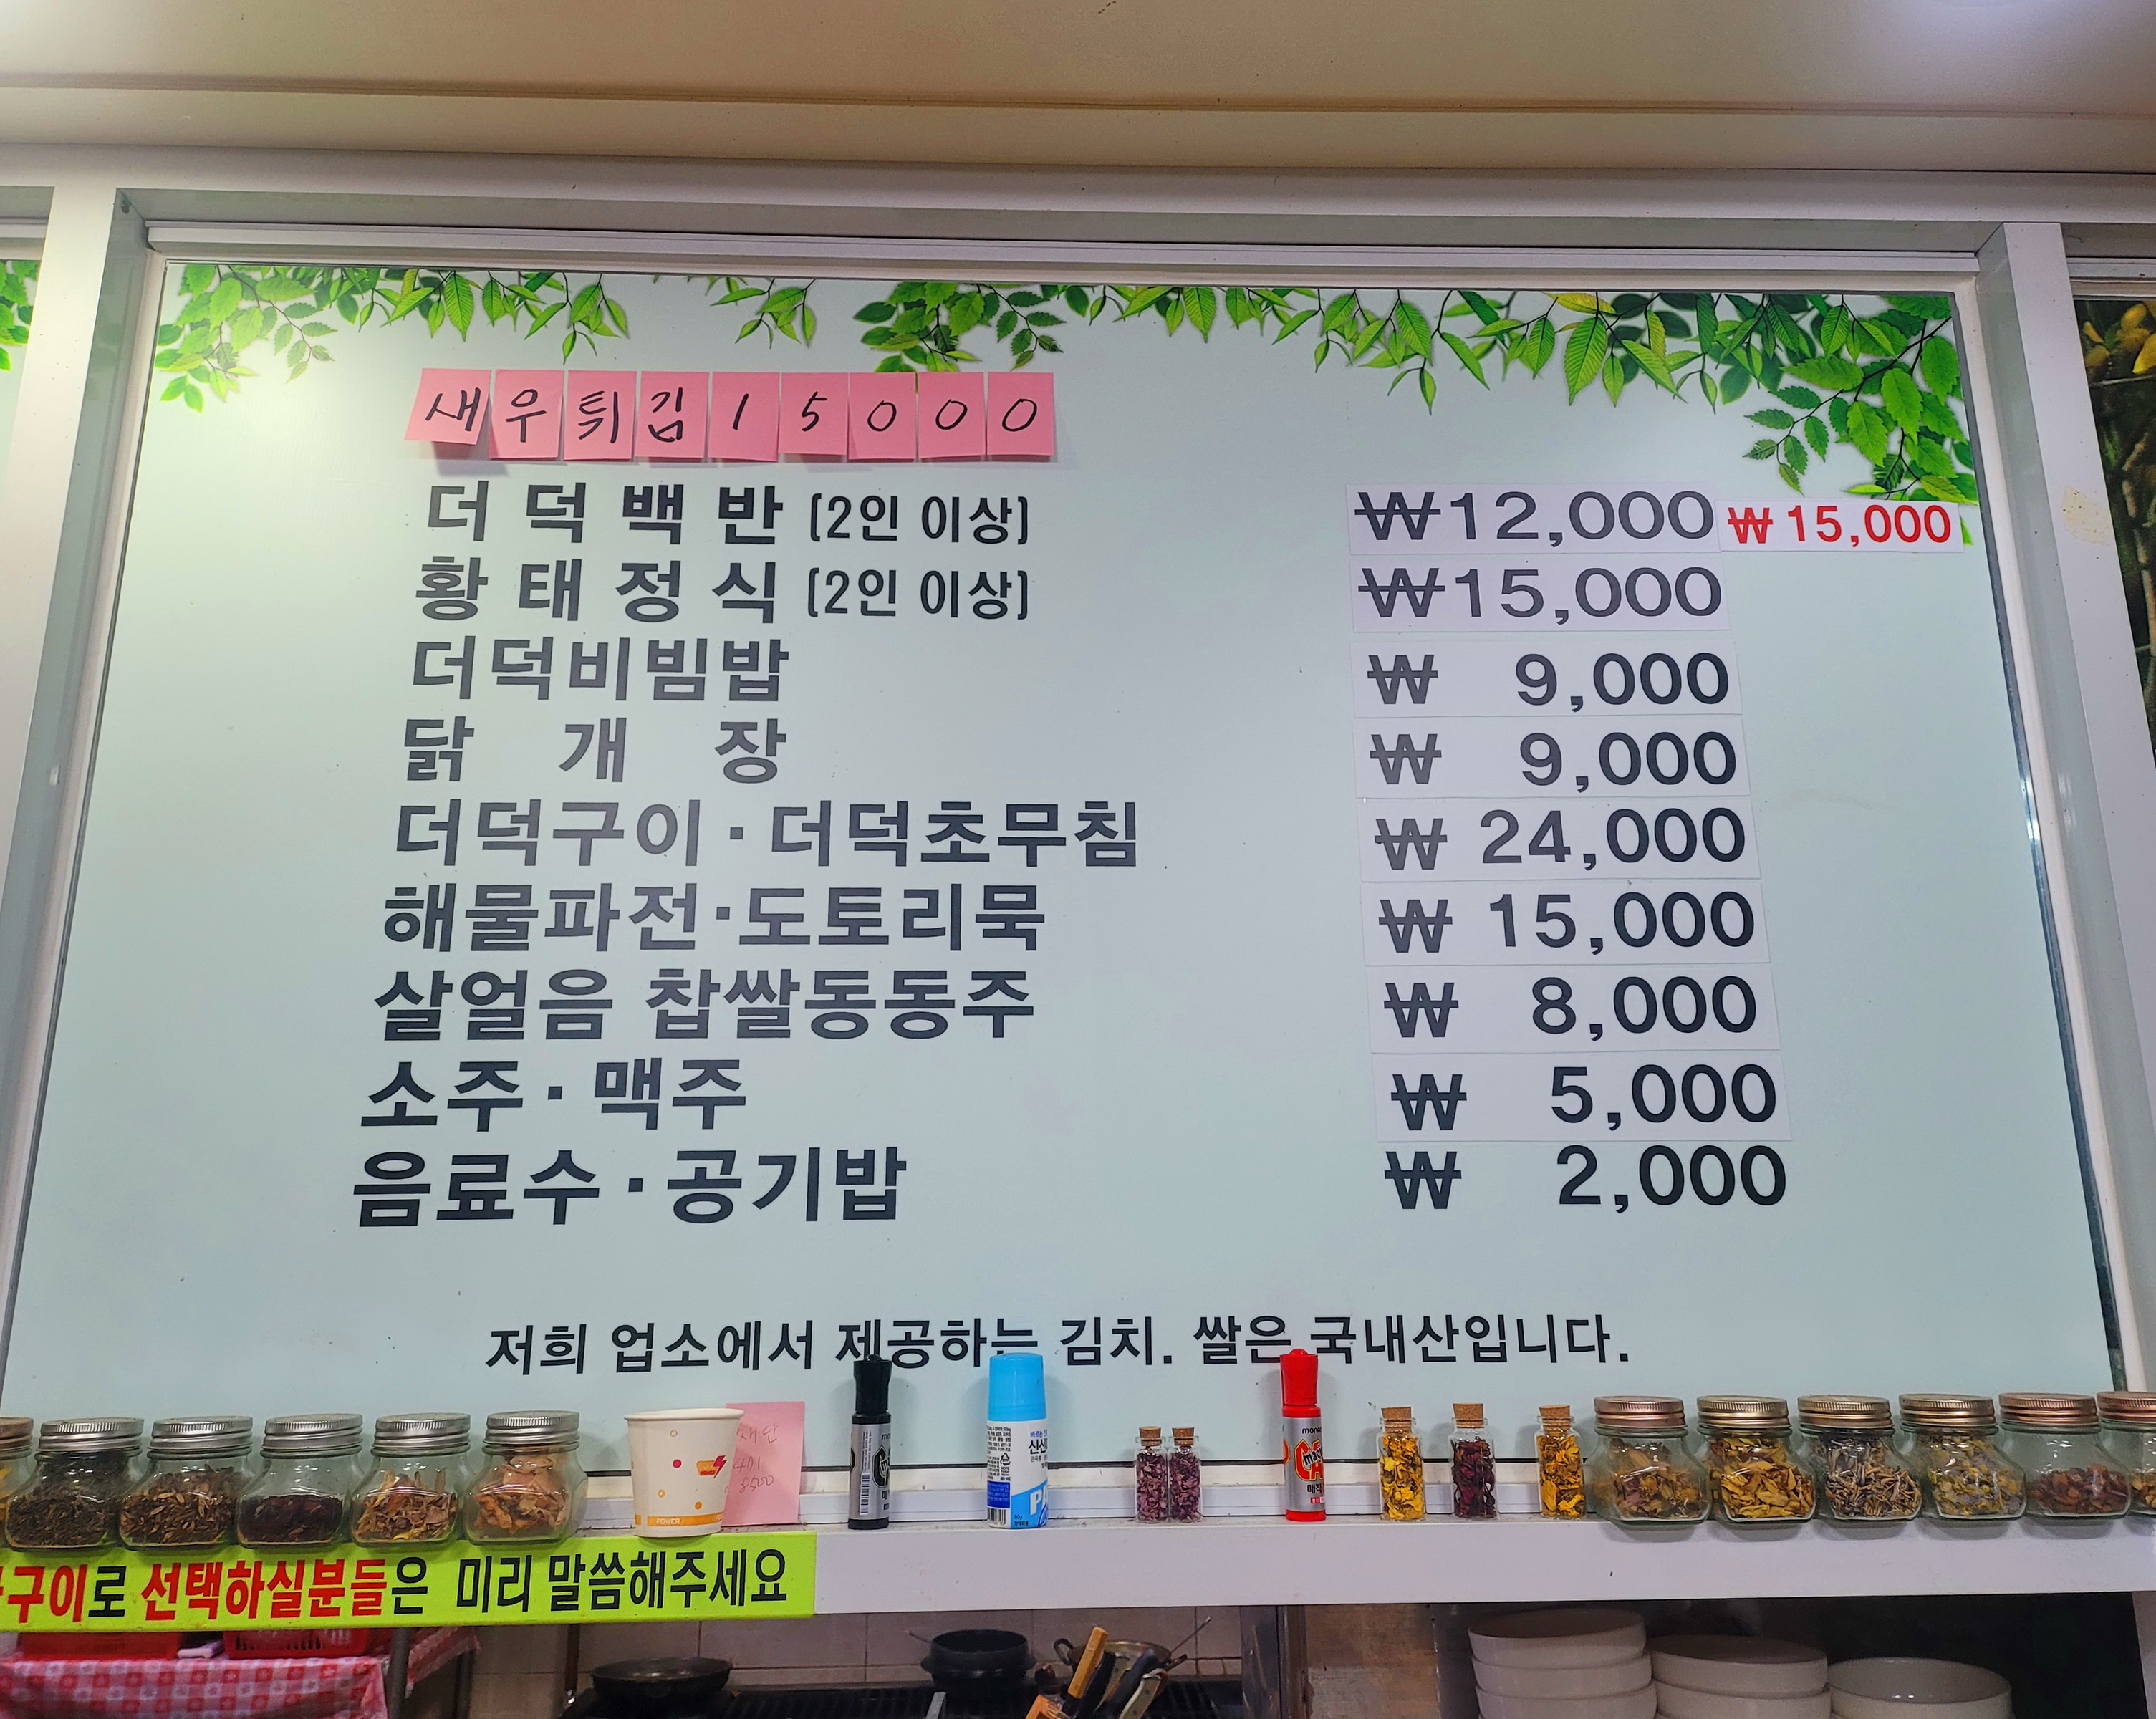 새우튀김15000
더덕백반 (2인 이상) ₩12,000 ₩15,000
황태정식 (2인 이상) ₩15,000
더덕비빔밥 ₩ 9,000
닭개장 ₩ 9,000
더덕구이·더덕초무침 ₩ 24,000
해물파전·도토리묵 ₩ 15,000
살얼음 찹쌀동동주 ₩ 8,000
소주·맥주 ₩ 5,000
음료수·공기밥 ₩ 2,000
저희 업소에서 제공하는 김치. 쌀은 국내산입니다.
POWER
구이로 선택하실분들은 미리 말씀해주세요